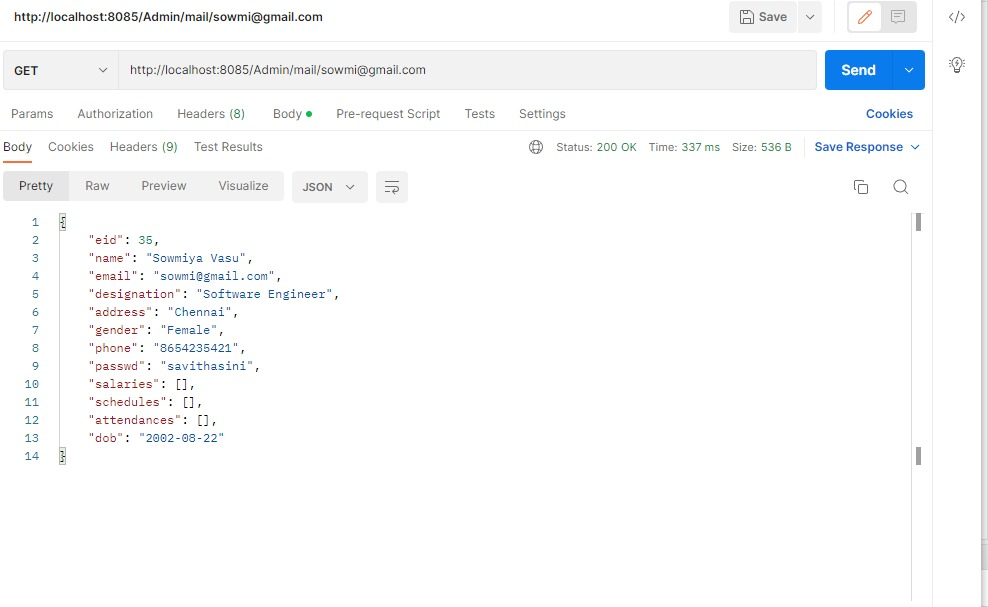 http://localhost:8085/Admin/mail/sowmi@gmail.com Save
GET http://localhost:8085/Admin/mail/sowmi@gmail.com Send
Params Authorization Headers (8) Body Pre-request Script Tests Settings Cookies
Body Cookies Headers (9) Test Results Status: 200 OK Time: 337 ms Size: 536 B Save Response
Pretty Raw Preview Visualize JSON
1 {
2 "eid": 35,
3 "name": "Sowmiya Vasu",
4 "email": "sowmi@gmail.com",
5 "designation": "Software Engineer",
6 "address": "Chennai",
7 "gender": "Female",
8 "phone": "8654235421",
9 "passwd": "savithasini",
10 "salaries": [],
11 "schedules": [],
12 "attendances": [],
13 "dob": "2002-08-22"
14 }